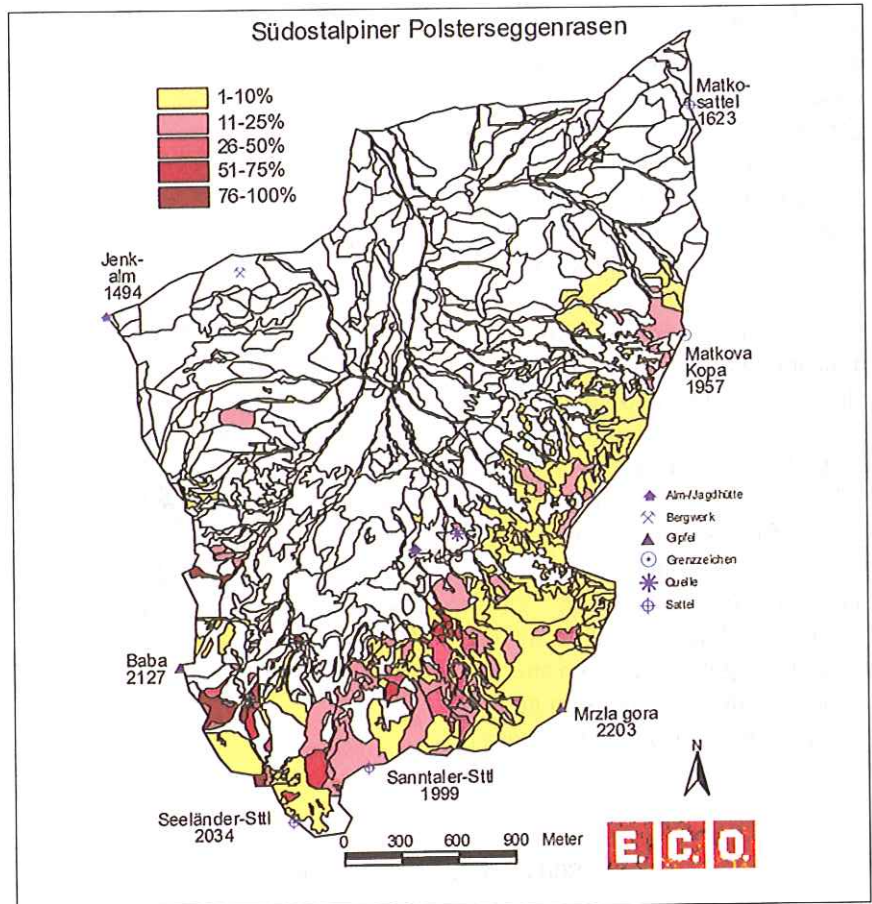 Südostalpiner Polsterseggenrasen
1-10%
11-25%
26-50%
51-75%
76-100%
Matko-
sattel
1623
Jenk-
alm
1494
Matkova
Kopa
1957
Alm-/Jagdhütte
Bergwerk
Gipfel
Grenzzeichen
Quelle
Sattel
Baba
2127
Mrzla gora
2203
N
Sanntaler-Sttl
1999
Seeländer-Sttl
2034
0 300 600 900 Meter
E. C. O.